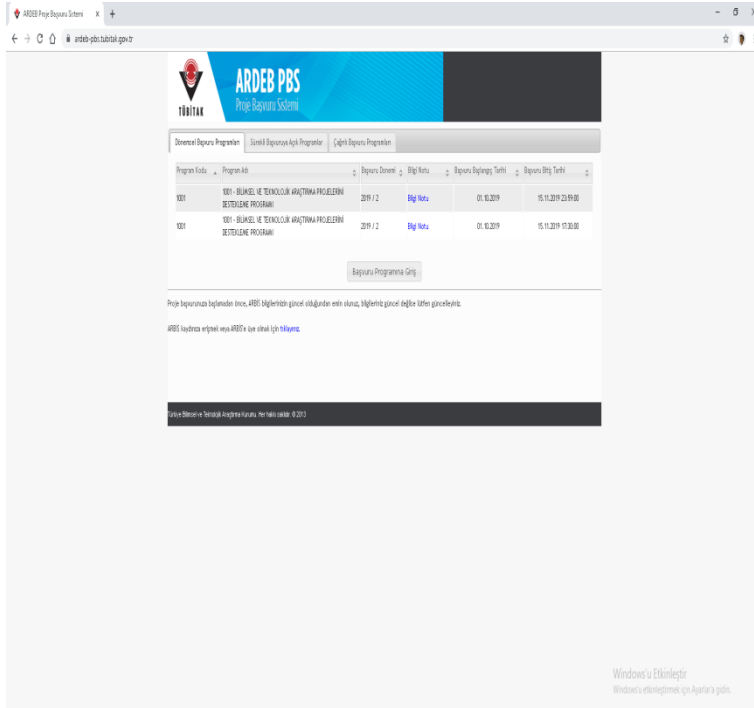 ARDEB Proje Başvuru Sistemi
ardeb-pbs.tubitak.gov.tr
TÜBİTAK
ARDEB PBS
Proje Başvuru Sistemi
Dönemsel Başvuru Programları Sürekli Başvuruya Açık Programlar Çağrılı Başvuru Programları
Program Kodu Program Adı Başvuru Dönemi Bilgi Notu Başvuru Başlangıç Tarihi Başvuru Bitiş Tarihi
1001 1001 - BİLİMSEL VE TEKNOLOJİK ARAŞTIRMA PROJELERİNİ DESTEKLEME PROGRAMI 2019 / 2 Bilgi Notu 01.10.2019 15.11.2019 23:59:00
1001 1001 - BİLİMSEL VE TEKNOLOJİK ARAŞTIRMA PROJELERİNİ DESTEKLEME PROGRAMI 2019 / 2 Bilgi Notu 01.10.2019 15.11.2019 17:30:00
Başvuru Programına Giriş
Proje başvurunuza başlamadan önce, ARBİS bilgilerinizin güncel olduğundan emin olunuz, bilgileriniz güncel değilse lütfen güncelleyiniz.
ARBİS kaydınıza erişmek veya ARBİS'e üye olmak için tıklayınız.
Türkiye Bilimsel ve Teknolojik Araştırma Kurumu. Her hakkı saklıdır. © 2013
Windows'u Etkinleştir
Windows'u etkinleştirmek için Ayarlar'a gidin.